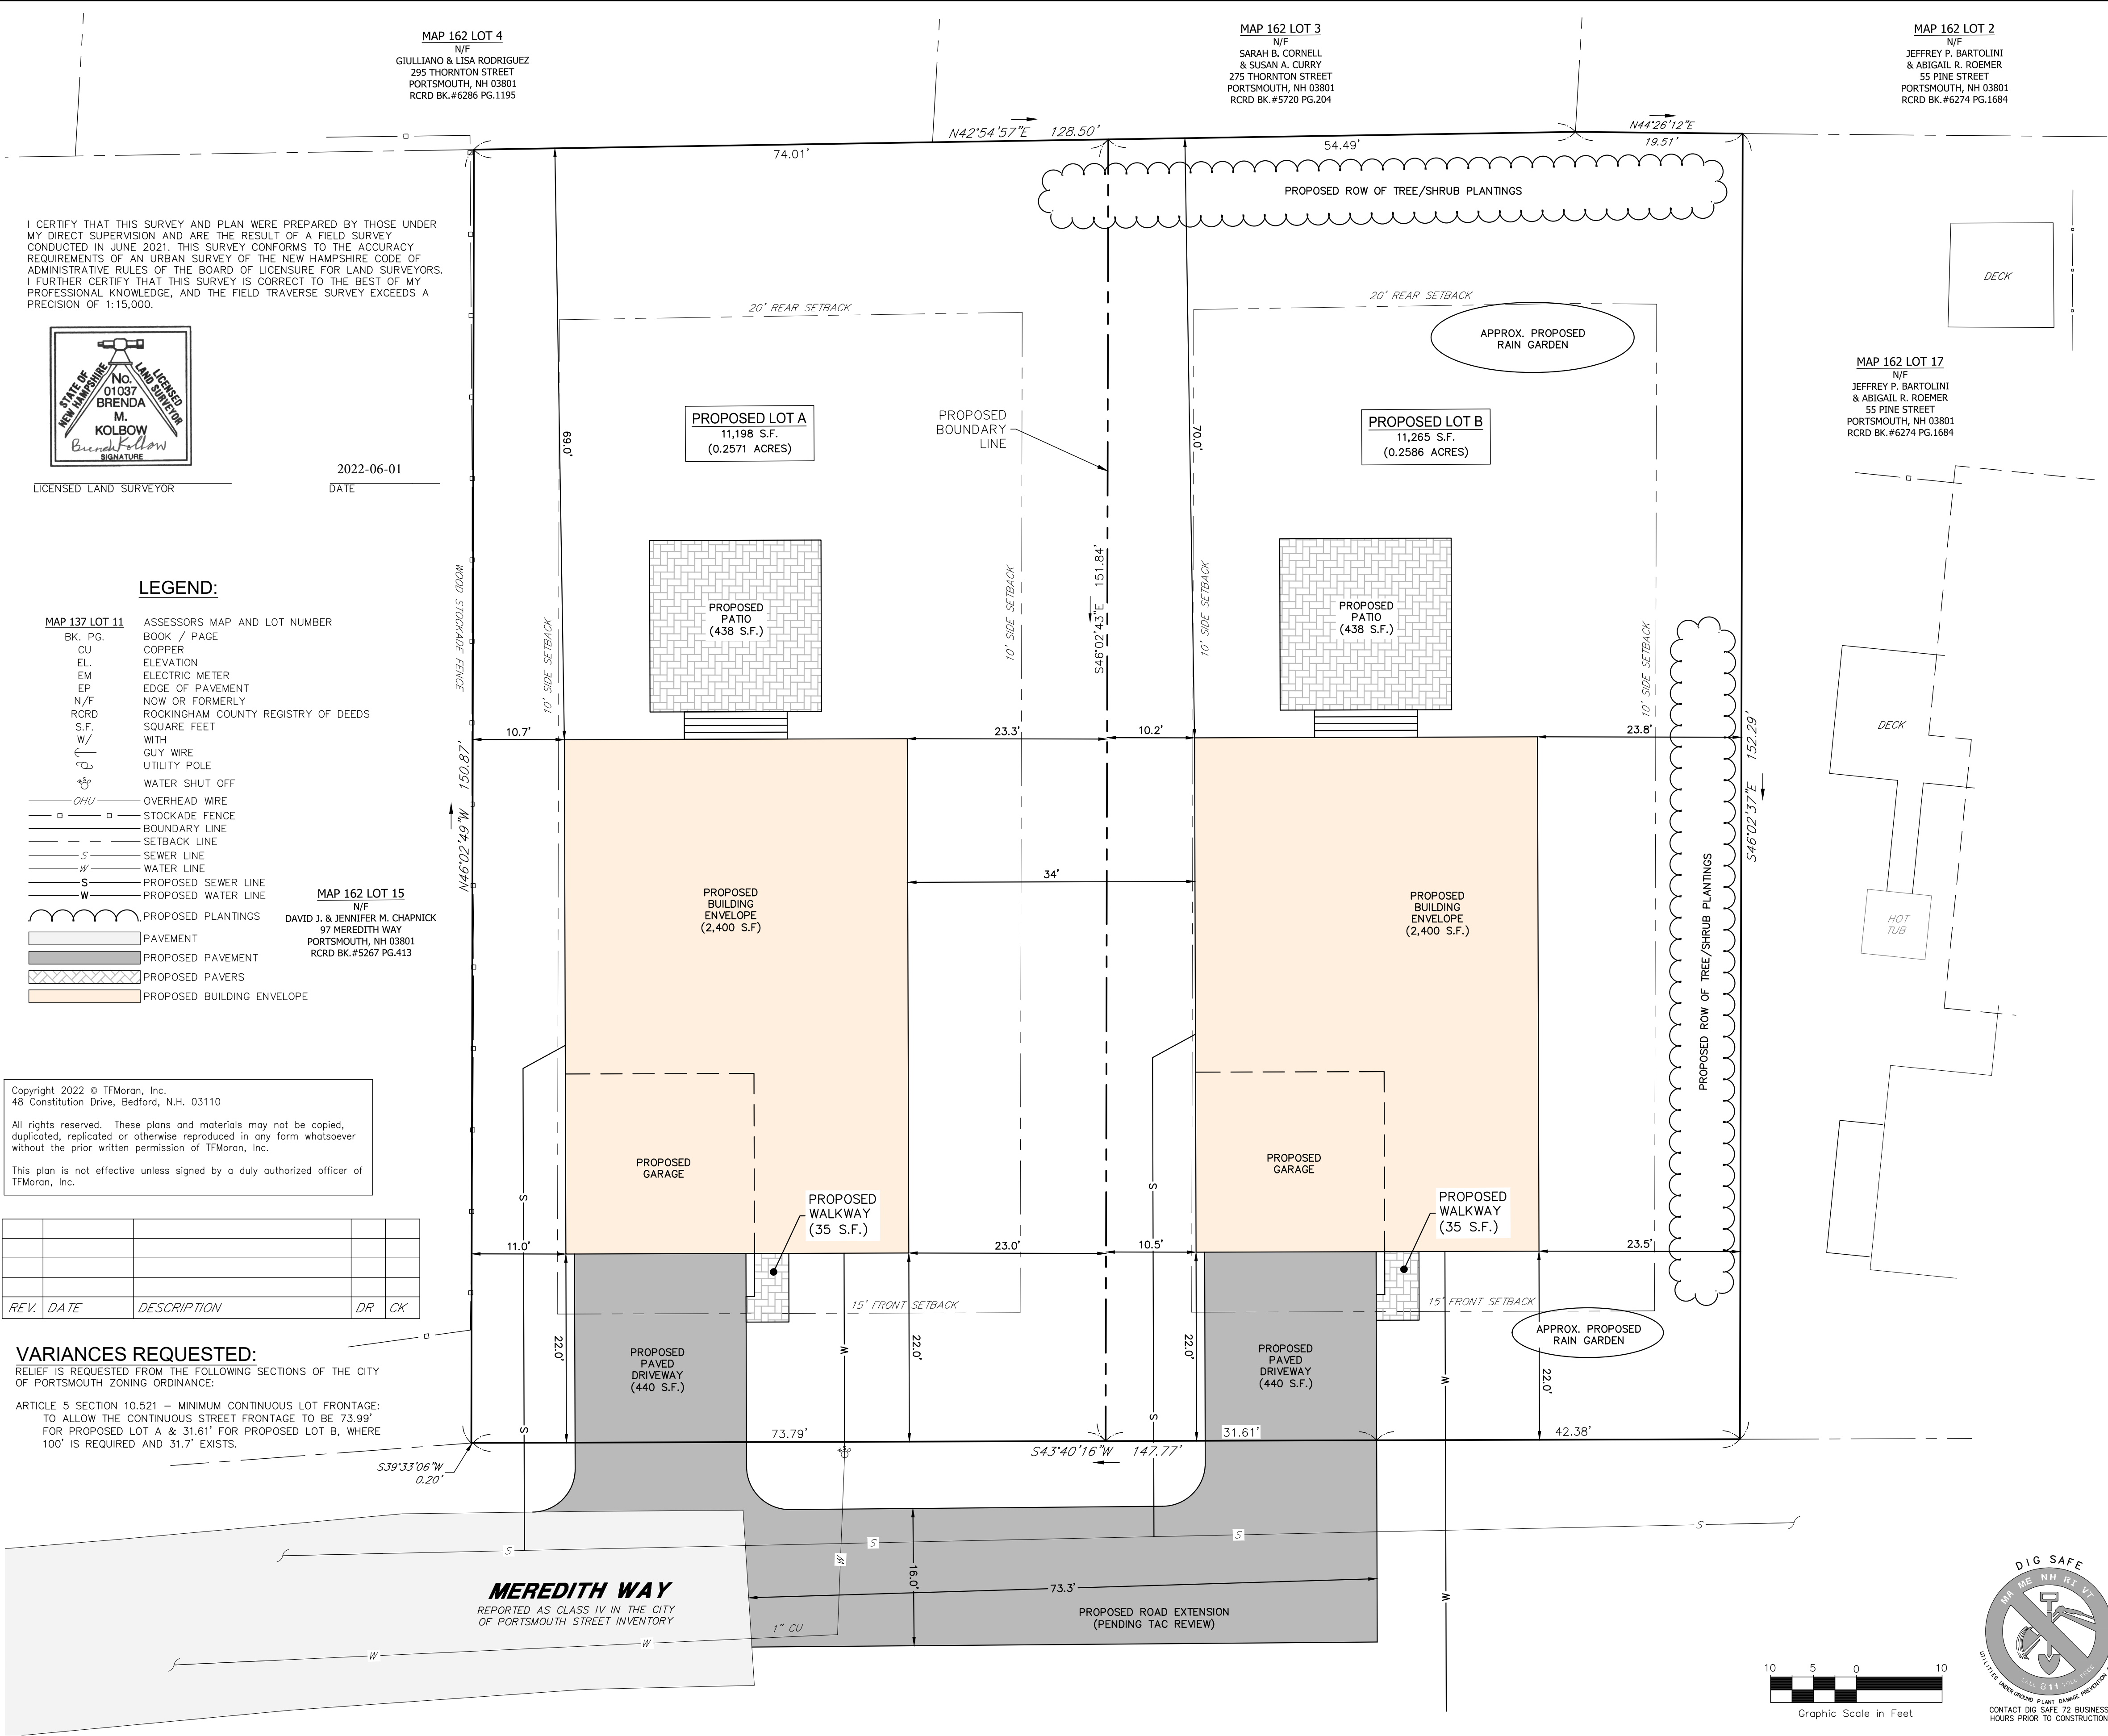 MAP 162 LOT 4
N/F
GIULLIANO & LISA RODRIGUEZ
295 THORNTON STREET
PORTSMOUTH, NH 03801
RCRD BK.#6286 PG.1195
MAP 162 LOT 3
N/F
SARAH B. CORNELL
& SUSAN A. CURRY
275 THORNTON STREET
PORTSMOUTH, NH 03801
RCRD BK.#5720 PG.204
MAP 162 LOT 2
N/F
JEFFREY P. BARTOLINI
& ABIGAIL R. ROEMER
55 PINE STREET
PORTSMOUTH, NH 03801
RCRD BK.#6274 PG.1684
N42°54'57"E 128.50'
N44°26'12"E
74.01'
54.49'
19.51'
PROPOSED ROW OF TREE/SHRUB PLANTINGS
I CERTIFY THAT THIS SURVEY AND PLAN WERE PREPARED BY THOSE UNDER
MY DIRECT SUPERVISION AND ARE THE RESULT OF A FIELD SURVEY
CONDUCTED IN JUNE 2021. THIS SURVEY CONFORMS TO THE ACCURACY
REQUIREMENTS OF AN URBAN SURVEY OF THE NEW HAMPSHIRE CODE OF
ADMINISTRATIVE RULES OF THE BOARD OF LICENSURE FOR LAND SURVEYORS.
I FURTHER CERTIFY THAT THIS SURVEY IS CORRECT TO THE BEST OF MY
PROFESSIONAL KNOWLEDGE, AND THE FIELD TRAVERSE SURVEY EXCEEDS A
PRECISION OF 1:15,000.
STATE OF
NEW HAMPSHIRE
LICENSED
LAND SURVEYOR
No.
01037
BRENDA
M.
KOLBOW
Brenda Kolbow
SIGNATURE
2022-06-01
LICENSED LAND SURVEYOR
DATE
20' REAR SETBACK
20' REAR SETBACK
APPROX. PROPOSED
RAIN GARDEN
DECK
MAP 162 LOT 17
N/F
JEFFREY P. BARTOLINI
& ABIGAIL R. ROEMER
55 PINE STREET
PORTSMOUTH, NH 03801
RCRD BK.#6274 PG.1684
69.0'
PROPOSED LOT A
11,198 S.F.
(0.2571 ACRES)
PROPOSED
BOUNDARY
LINE
70.0'
PROPOSED LOT B
11,265 S.F.
(0.2586 ACRES)
WOOD STOCKADE FENCE
10' SIDE SETBACK
PROPOSED
PATIO
(438 S.F.)
10' SIDE SETBACK
S46°02'43"E 151.84'
10' SIDE SETBACK
PROPOSED
PATIO
(438 S.F.)
10' SIDE SETBACK
LEGEND:
MAP 137 LOT 11 ASSESSORS MAP AND LOT NUMBER
BK. PG. BOOK / PAGE
CU COPPER
EL. ELEVATION
EM ELECTRIC METER
EP EDGE OF PAVEMENT
N/F NOW OR FORMERLY
RCRD ROCKINGHAM COUNTY REGISTRY OF DEEDS
S.F. SQUARE FEET
W/ WITH
GUY WIRE
UTILITY POLE
WATER SHUT OFF
OHU OVERHEAD WIRE
STOCKADE FENCE
BOUNDARY LINE
SETBACK LINE
S SEWER LINE
W WATER LINE
S PROPOSED SEWER LINE
W PROPOSED WATER LINE
PROPOSED PLANTINGS
PAVEMENT
PROPOSED PAVEMENT
PROPOSED PAVERS
PROPOSED BUILDING ENVELOPE
MAP 162 LOT 15
N/F
DAVID J. & JENNIFER M. CHAPNICK
97 MEREDITH WAY
PORTSMOUTH, NH 03801
RCRD BK.#5267 PG.413
N46°02'49"W 150.87'
10.7'
23.3'
10.2'
23.8'
S46°02'37"E 152.29'
DECK
HOT
TUB
34'
PROPOSED
BUILDING
ENVELOPE
(2,400 S.F)
PROPOSED
BUILDING
ENVELOPE
(2,400 S.F.)
PROPOSED ROW OF TREE/SHRUB PLANTINGS
Copyright 2022 © TFMoran, Inc.
48 Constitution Drive, Bedford, N.H. 03110
All rights reserved. These plans and materials may not be copied,
duplicated, replicated or otherwise reproduced in any form whatsoever
without the prior written permission of TFMoran, Inc.
This plan is not effective unless signed by a duly authorized officer of
TFMoran, Inc.
PROPOSED
GARAGE
PROPOSED
WALKWAY
(35 S.F.)
PROPOSED
GARAGE
PROPOSED
WALKWAY
(35 S.F.)
S
S
11.0'
23.0'
10.5'
23.5'
REV. DATE DESCRIPTION DR CK
15' FRONT SETBACK
15' FRONT SETBACK
APPROX. PROPOSED
RAIN GARDEN
22.0'
PROPOSED
PAVED
DRIVEWAY
(440 S.F.)
W
22.0'
22.0'
PROPOSED
PAVED
DRIVEWAY
(440 S.F.)
W
22.0'
VARIANCES REQUESTED:
RELIEF IS REQUESTED FROM THE FOLLOWING SECTIONS OF THE CITY
OF PORTSMOUTH ZONING ORDINANCE:
ARTICLE 5 SECTION 10.521 – MINIMUM CONTINUOUS LOT FRONTAGE:
TO ALLOW THE CONTINUOUS STREET FRONTAGE TO BE 73.99'
FOR PROPOSED LOT A & 31.61' FOR PROPOSED LOT B, WHERE
100' IS REQUIRED AND 31.7' EXISTS.
S
S
73.79'
31.61'
42.38'
S43°40'16"W 147.77'
S39°33'06"W
0.20'
S
S
S
S
W
16.0'
73.3'
W
MEREDITH WAY
REPORTED AS CLASS IV IN THE CITY
OF PORTSMOUTH STREET INVENTORY
1" CU
W
W
PROPOSED ROAD EXTENSION
(PENDING TAC REVIEW)
10 5 0 10
Graphic Scale in Feet
DIG SAFE
MA ME NH RI VT
CALL 811 TOLL FREE
UTILITIES UNDERGROUND PLANT DAMAGE PREVENTION
CONTACT DIG SAFE 72 BUSINESS
HOURS PRIOR TO CONSTRUCTION